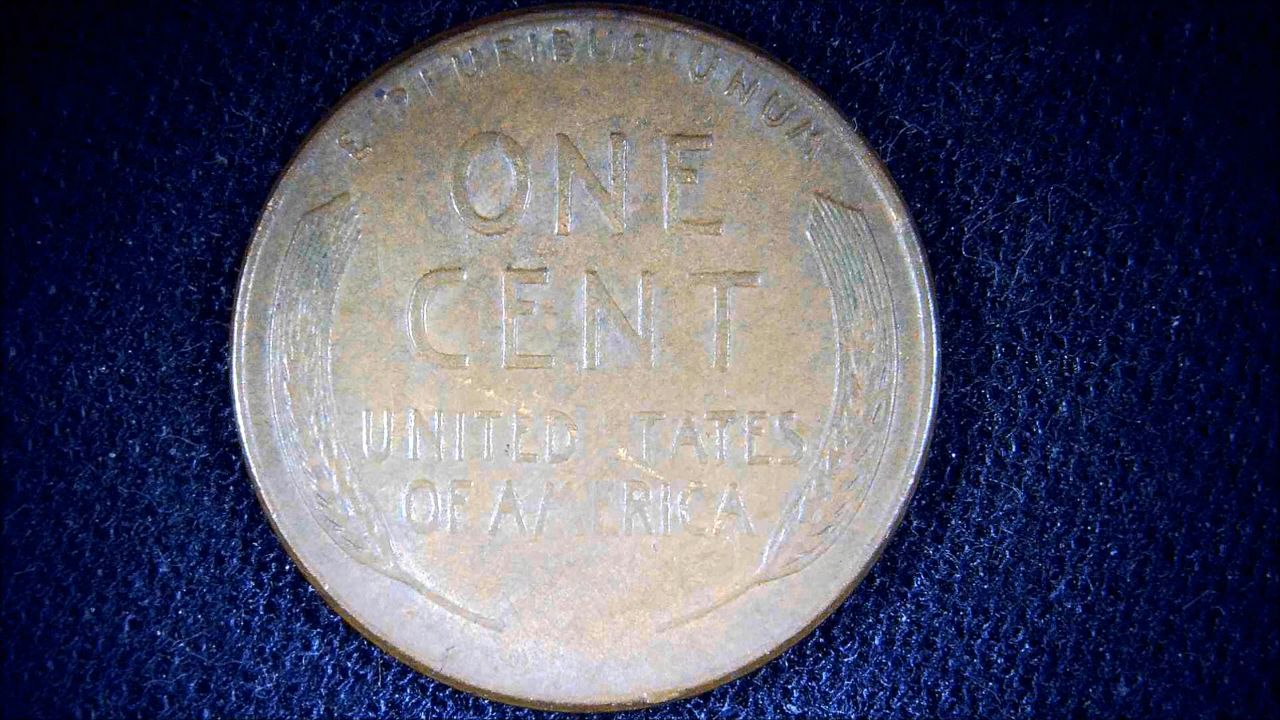 E PLURIBUS UNUM
ONE
CENT
UNITED STATES
OF AMERICA